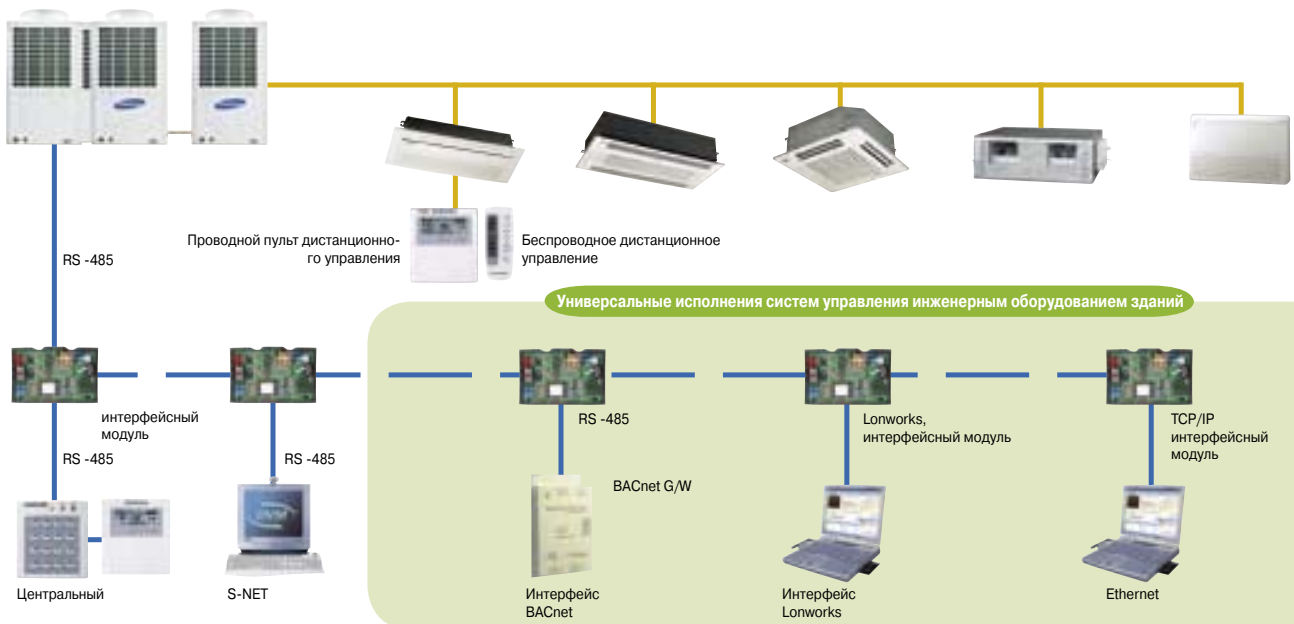 Проводной пульт дистанционно-
го управления
Беспроводное дистанционное
управление
RS -485
Универсальные исполнения систем управления инженерным оборудованием зданий
интерфейсный
модуль
RS -485
RS -485
RS -485
BACnet G/W
Lonworks,
интерфейсный модуль
TCP/IP
интерфейсный
модуль
Центральный
S-NET
Интерфейс
BACnet
Интерфейс
Lonworks
Ethernet